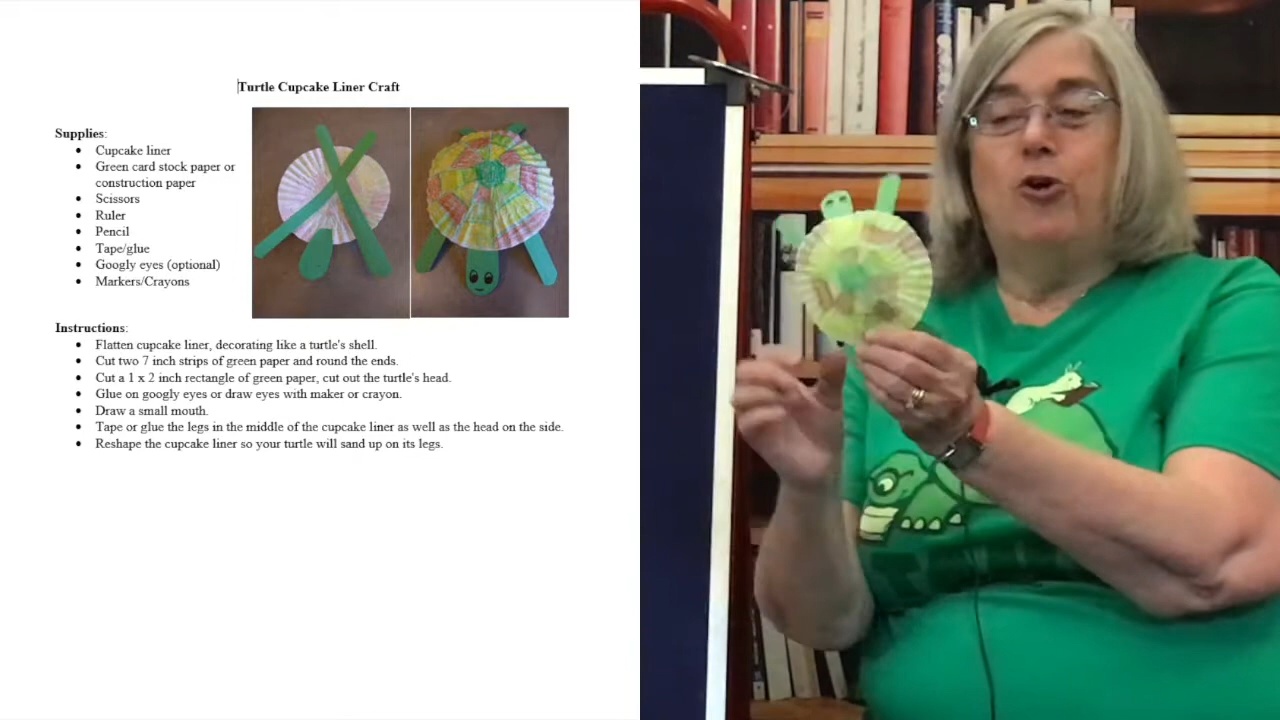 Turtle Cupcake Liner Craft
Supplies:
• Cupcake liner
• Green card stock paper or
construction paper
• Scissors
• Ruler
• Pencil
• Tape/glue
• Googly eyes (optional)
• Markers/Crayons
Instructions:
• Flatten cupcake liner, decorating like a turtle's shell.
• Cut two 7 inch strips of green paper and round the ends.
• Cut a 1 x 2 inch rectangle of green paper, cut out the turtle's head.
• Glue on googly eyes or draw eyes with maker or crayon.
• Draw a small mouth.
• Tape or glue the legs in the middle of the cupcake liner as well as the head on the side.
• Reshape the cupcake liner so your turtle will sand up on its legs.